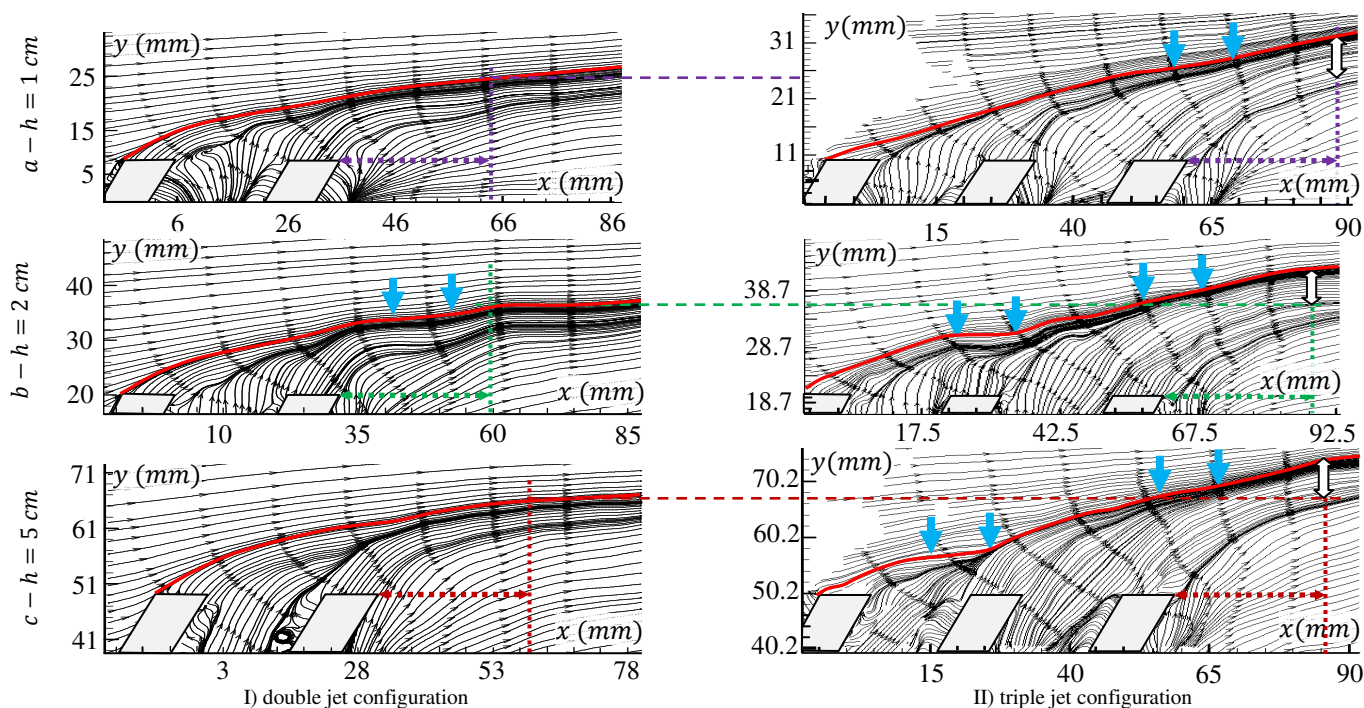 a − h = 1 cm
y (mm)
25
15
5
x (mm)
6 26 46 66 86
y(mm)
31
21
11
x(mm)
15 40 65 90
b − h = 2 cm
y (mm)
40
30
20
x (mm)
10 35 60 85
y(mm)
38.7
28.7
18.7
x(mm)
17.5 42.5 67.5 92.5
c − h = 5 cm
y (mm)
71
61
51
41
x (mm)
3 28 53 78
I) double jet configuration
y(mm)
70.2
60.2
50.2
40.2
x(mm)
15 40 65 90
II) triple jet configuration